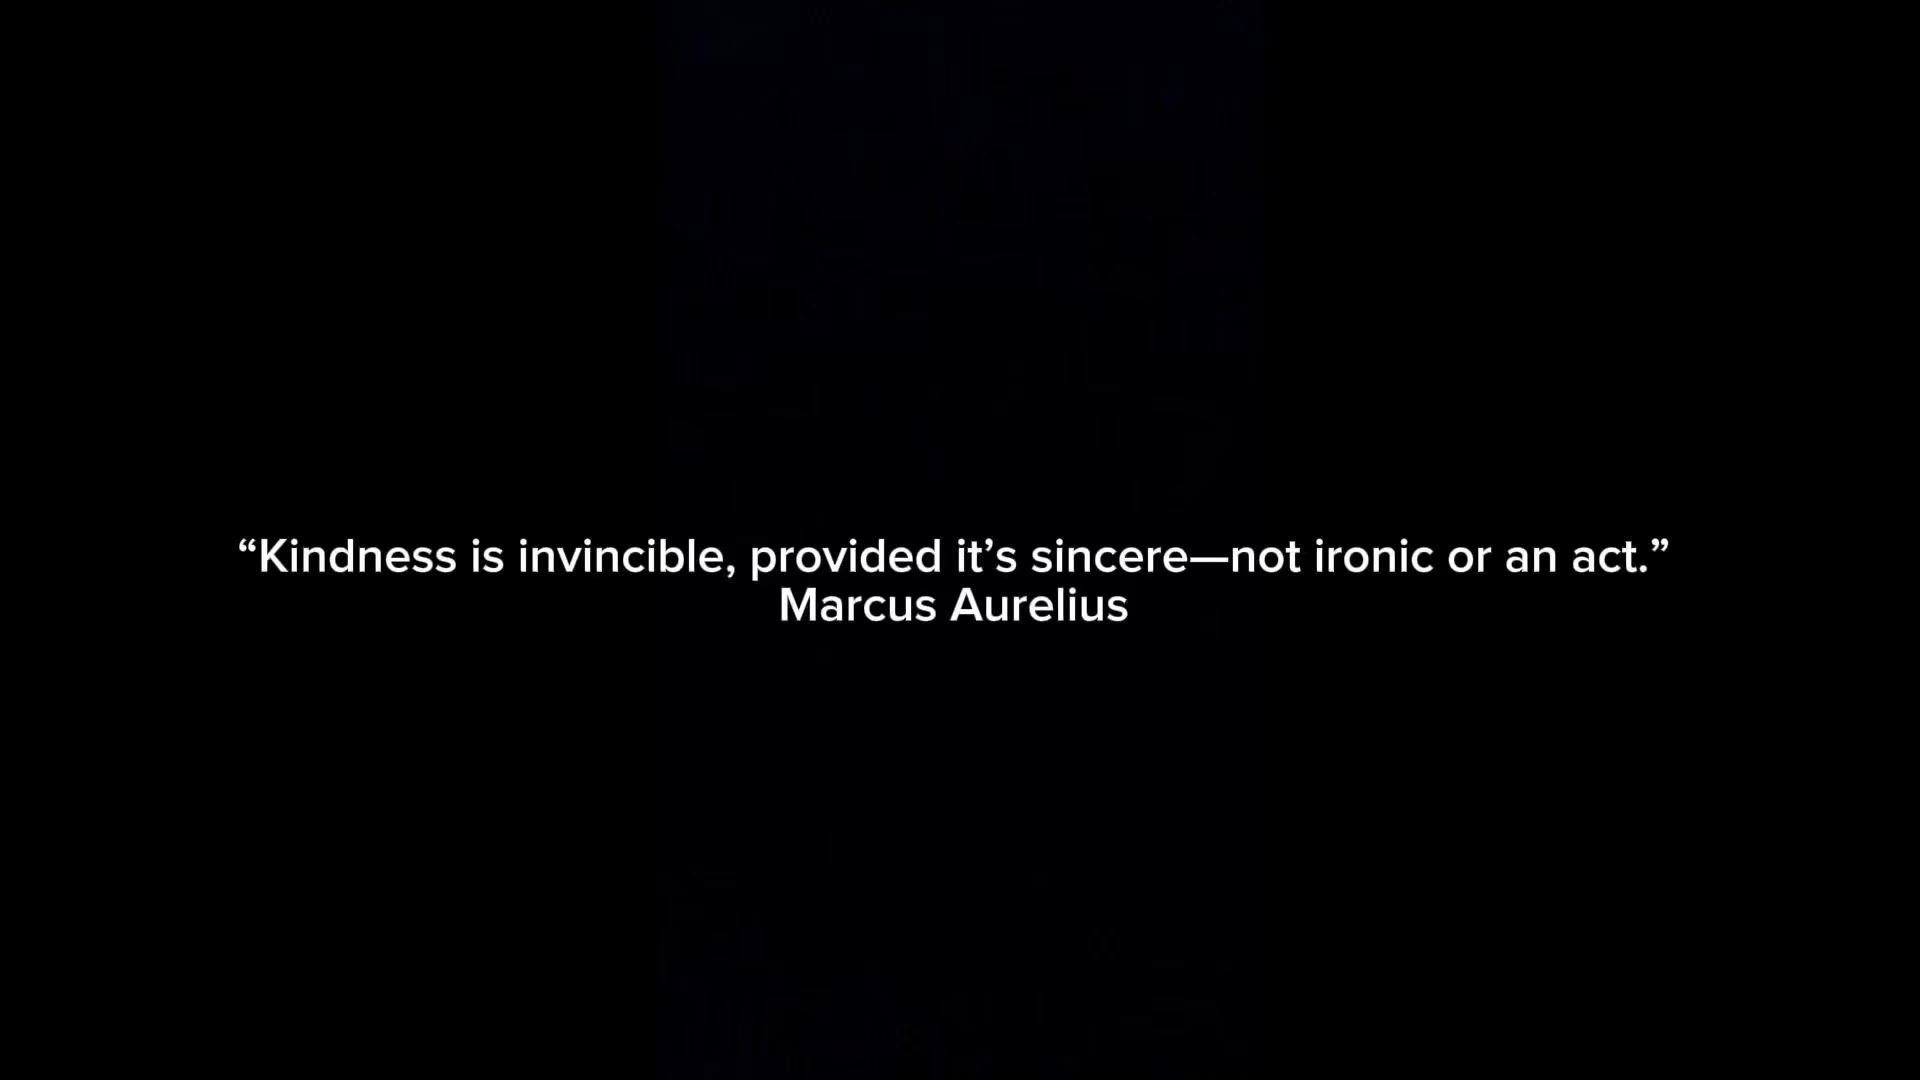 “Kindness is invincible, provided it’s sincere—not ironic or an act.”
Marcus Aurelius